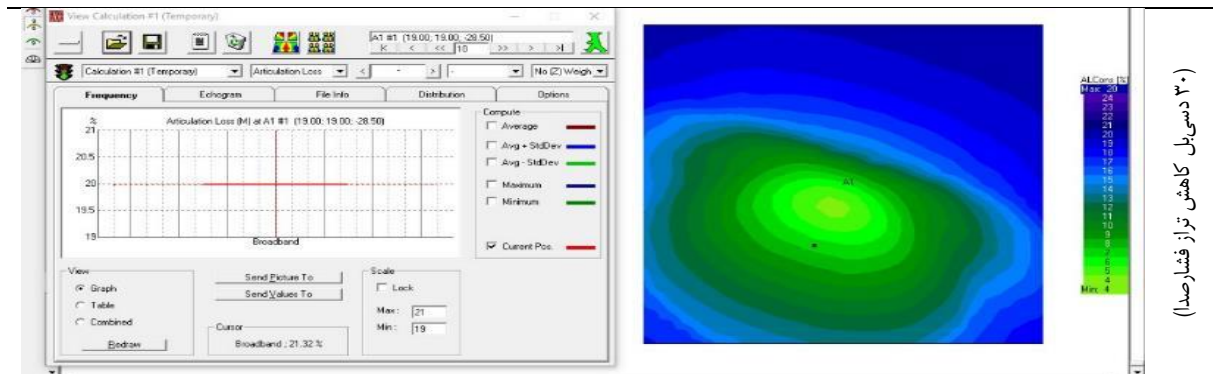 View Calculation #1 (Temporary)
A1 #1 (19.00; 19.00; -28.50)
10
Calculation #1 (Temporary)
Articulation Loss
No (Z) Weigh
Frequency
Echogram
File Info
Distribution
Options
%
Articulation Loss (M) at A1 #1 (19.00; 19.00; -28.50)
21
20.5
20
19.5
19
Broadband
Compute
Average
Avg + StdDev
Avg - StdDev
Maximum
Minimum
Current Pos.
View
Graph
Table
Combined
Redraw
Send Picture To
Send Values To
Cursor
Broadband ; 21.32 %
Scale
Lock
Max: 21
Min: 19
A1
ALCons [%]
Max: 20
24
23
22
21
20
19
18
17
16
15
14
13
12
11
10
9
8
7
6
5
4
Min: 4
(۳۰ دسی‌بل کاهش تراز فشارصدا)